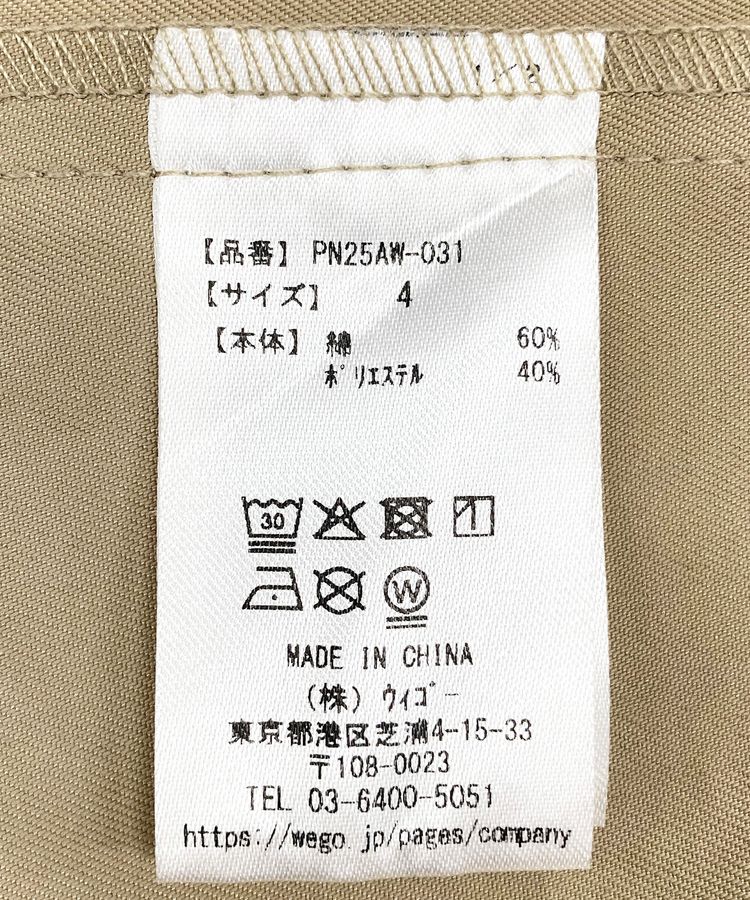 【品番】 PN25AW-031
【サイズ】 4
【本体】 綿 60%
ポリエステル 40%
30
W
MADE IN CHINA
(株) ウィゴー
東京都港区芝浦4-15-33
〒108-0023
TEL 03-6400-5051
https://wego.jp/pages/company